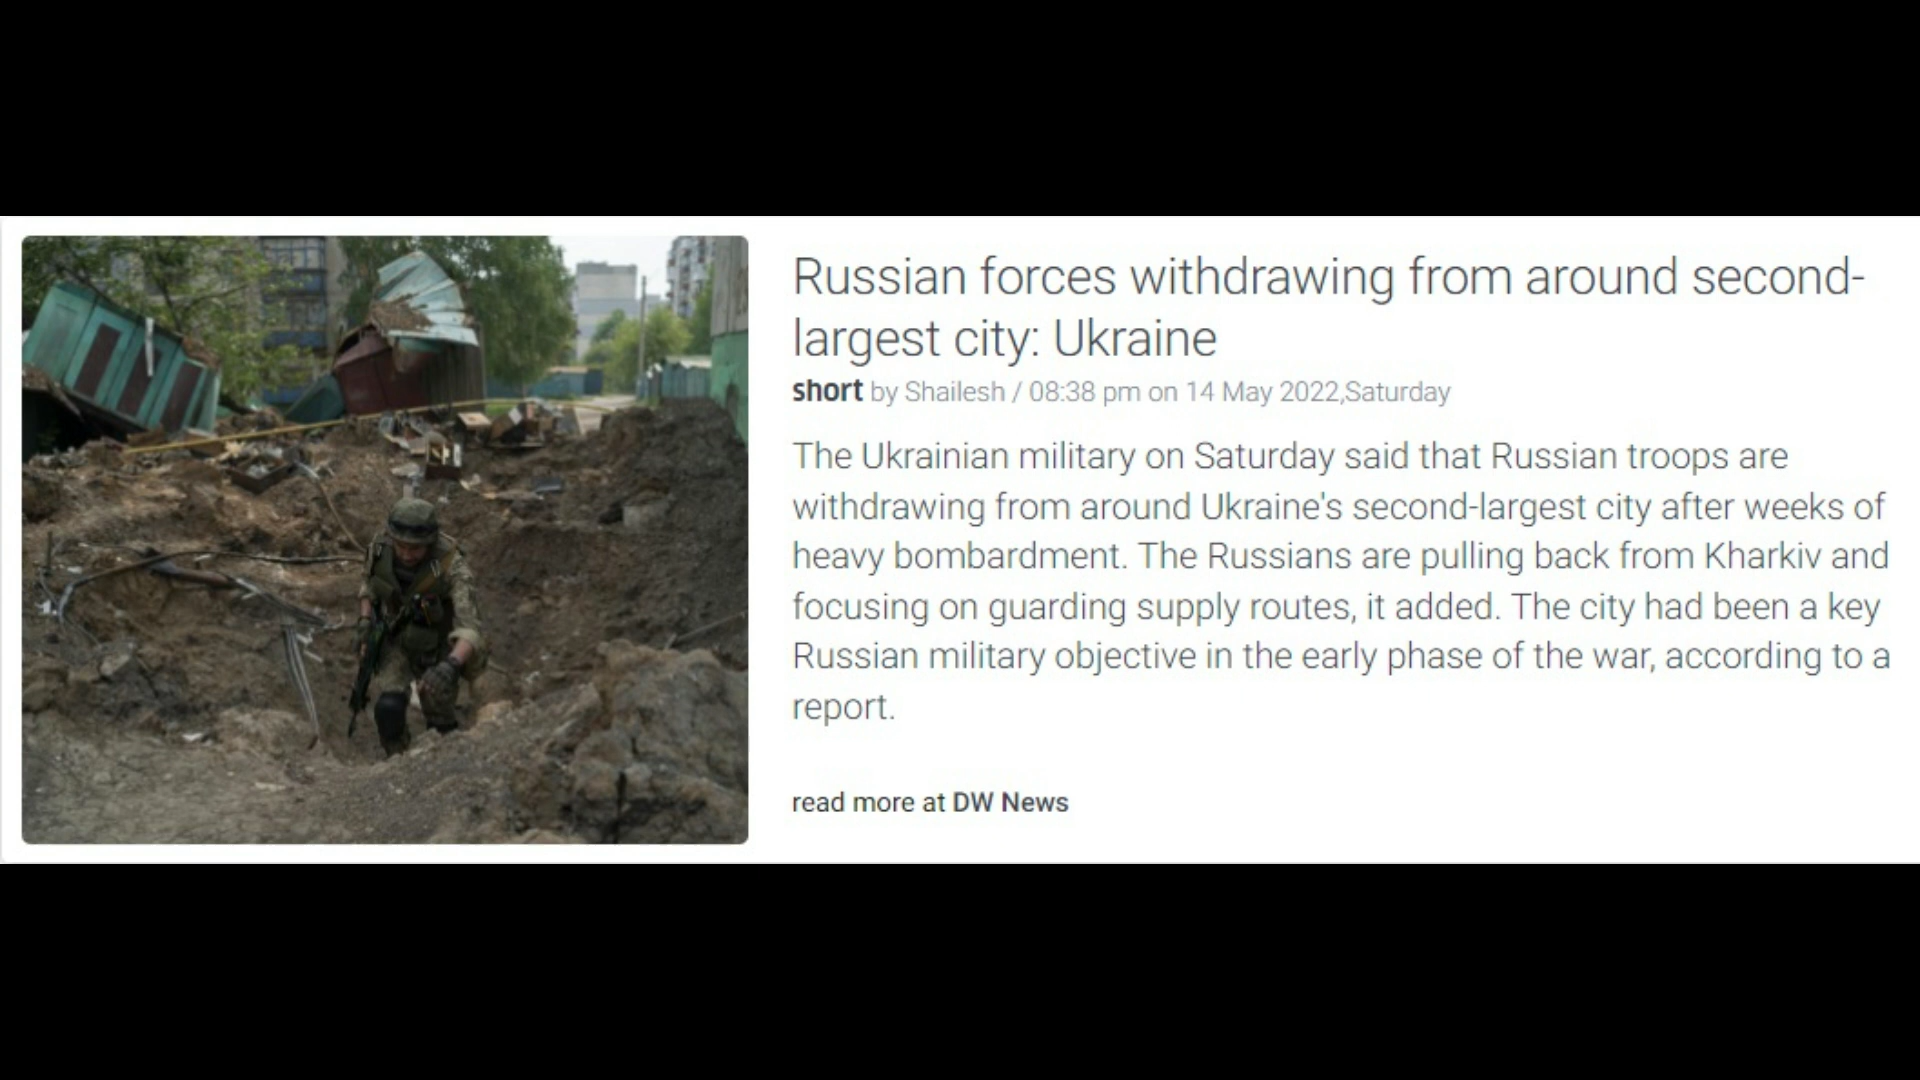 Russian forces withdrawing from around second-
largest city: Ukraine
short by Shailesh / 08:38 pm on 14 May 2022,Saturday
The Ukrainian military on Saturday said that Russian troops are
withdrawing from around Ukraine's second-largest city after weeks of
heavy bombardment. The Russians are pulling back from Kharkiv and
focusing on guarding supply routes, it added. The city had been a key
Russian military objective in the early phase of the war, according to a
report.
read more at DW News